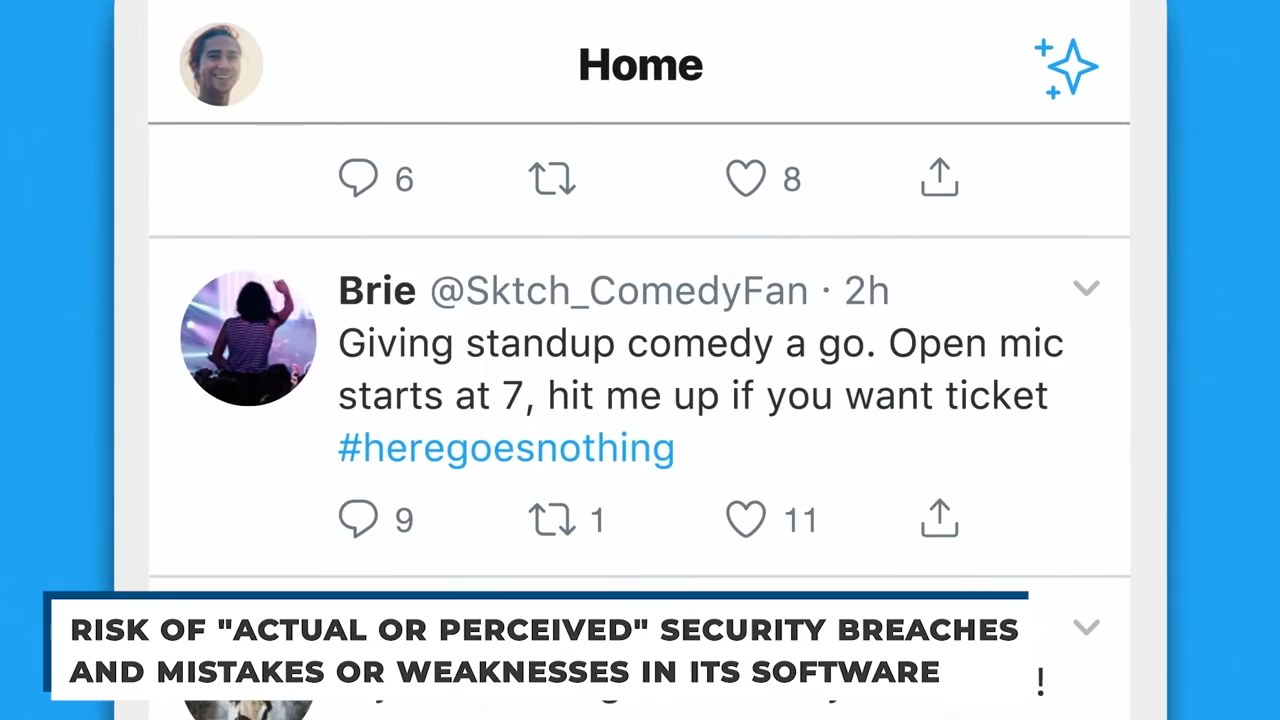 Home
6
8
Brie @Sktch_ComedyFan · 2h
Giving standup comedy a go. Open mic
starts at 7, hit me up if you want ticket
#heregoesnothing
9 1 11
RISK OF "ACTUAL OR PERCEIVED" SECURITY BREACHES
AND MISTAKES OR WEAKNESSES IN ITS SOFTWARE
!